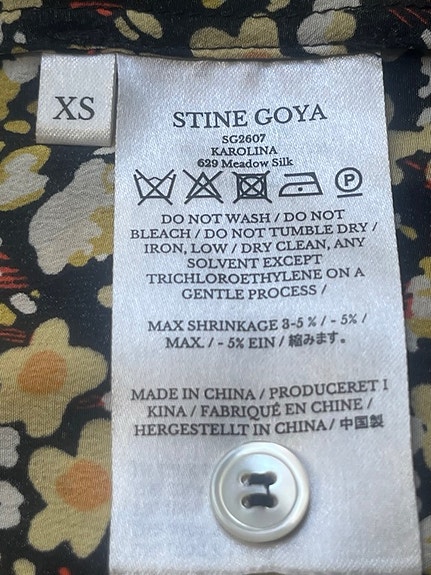 XS
STINE GOYA
SG2607
KAROLINA
629 Meadow Silk
P
DO NOT WASH / DO NOT
BLEACH / DO NOT TUMBLE DRY /
IRON, LOW / DRY CLEAN, ANY
SOLVENT EXCEPT
TRICHLOROETHYLENE ON A
GENTLE PROCESS /
MAX SHRINKAGE 3-5 % / - 5% /
MAX. / - 5% EIN / 縮みます。
MADE IN CHINA / PRODUCERET I
KINA / FABRIQUÉ EN CHINE /
HERGESTELLT IN CHINA / 中国製